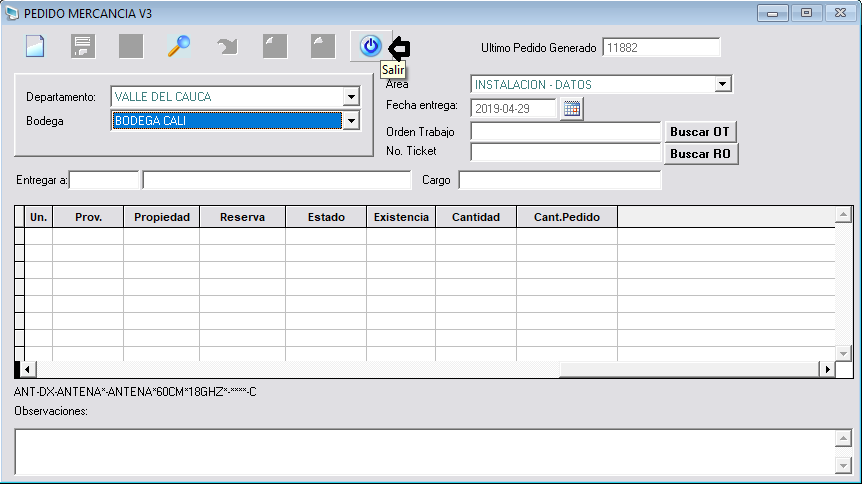 PEDIDO MERCANCIA V3
Ultimo Pedido Generado 11882
Salir
Departamento: VALLE DEL CAUCA
Bodega BODEGA CALI
Area INSTALACION - DATOS
Fecha entrega: 2019-04-29
Orden Trabajo Buscar OT
No. Ticket Buscar RO
Entregar a: Cargo
Un. Prov. Propiedad Reserva Estado Existencia Cantidad Cant.Pedido
ANT-DX-ANTENA*-ANTENA*60CM*18GHZ*-****-C
Observaciones: